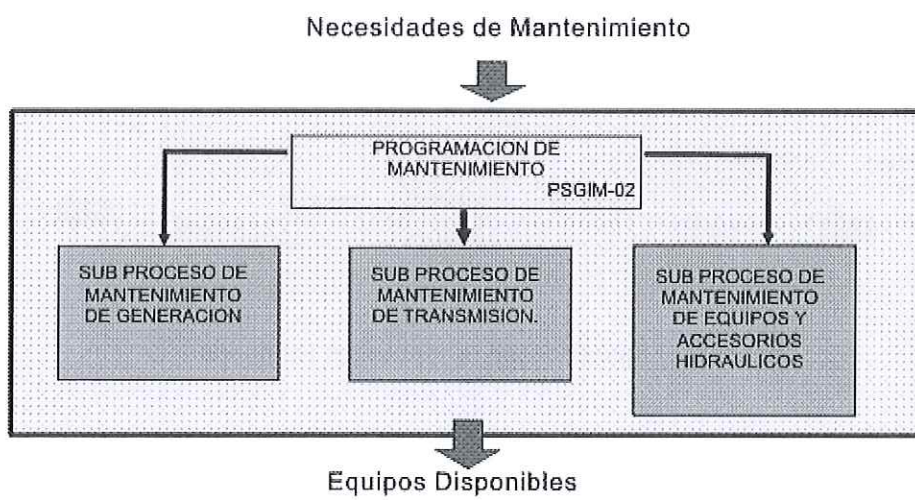 Necesidades de Mantenimiento
PROGRAMACION DE
MANTENIMIENTO
PSGIM-02
SUB PROCESO DE
MANTENIMIENTO
DE GENERACION
SUB PROCESO DE
MANTENIMIENTO
DE TRANSMISION.
SUB PROCESO DE
MANTENIMIENTO
DE EQUIPOS Y
ACCESORIOS
HIDRAULICOS
Equipos Disponibles